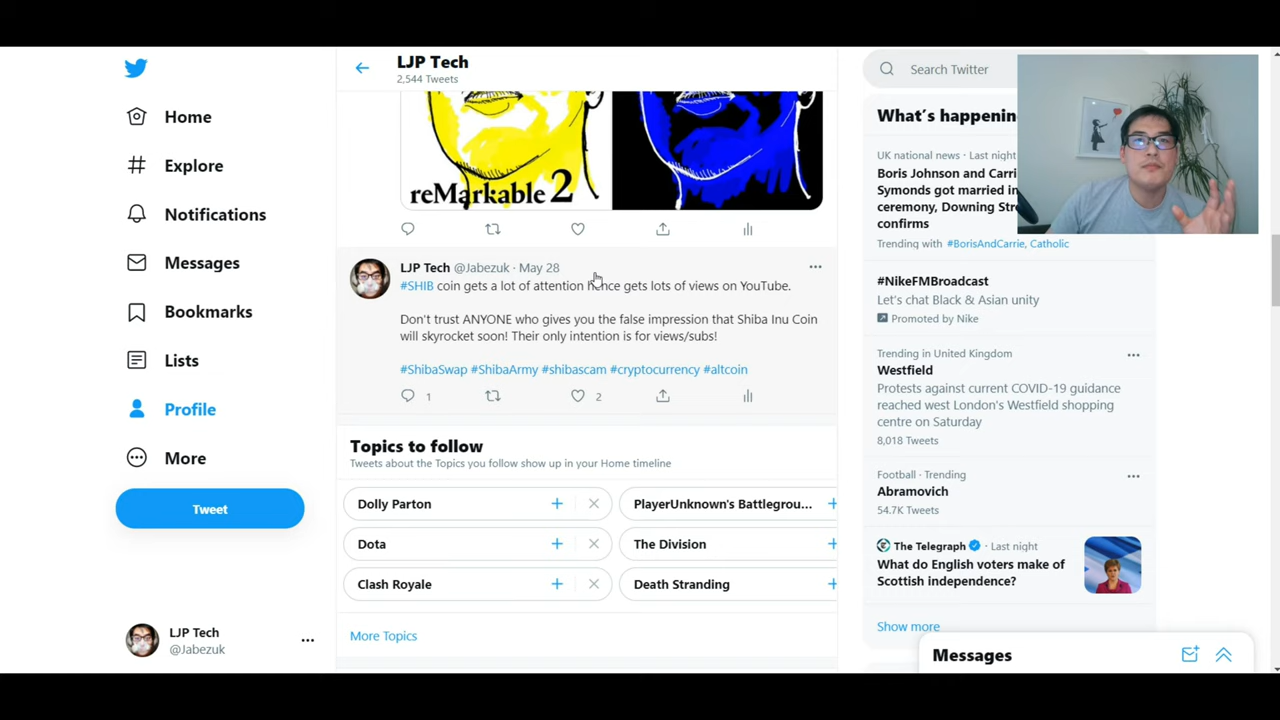 LJP Tech
2,544 Tweets
Home
Explore
Notifications
Messages
Bookmarks
Lists
Profile
More
Tweet
LJP Tech
@Jabezuk
reMarkable 2
LJP Tech @Jabezuk · May 28
#SHIB coin gets a lot of attention hence gets lots of views on YouTube.
Don't trust ANYONE who gives you the false impression that Shiba Inu Coin
will skyrocket soon! Their only intention is for views/subs!
#ShibaSwap #ShibaArmy #shibascam #cryptocurrency #altcoin
1
2
Topics to follow
Tweets about the Topics you follow show up in your Home timeline
Dolly Parton
PlayerUnknown's Battlegrou...
Dota
The Division
Clash Royale
Death Stranding
More Topics
Search Twitter
What's happenin
UK national news · Last night
Boris Johnson and Carri
Symonds got married in
ceremony, Downing Stre
confirms
Trending with #BorisAndCarrie, Catholic
#NikeFMBroadcast
Let's chat Black & Asian unity
Promoted by Nike
Trending in United Kingdom
Westfield
Protests against current COVID-19 guidance
reached west London's Westfield shopping
centre on Saturday
8,018 Tweets
Football · Trending
Abramovich
54.7K Tweets
The Telegraph · Last night
What do English voters make of
Scottish independence?
Show more
Messages